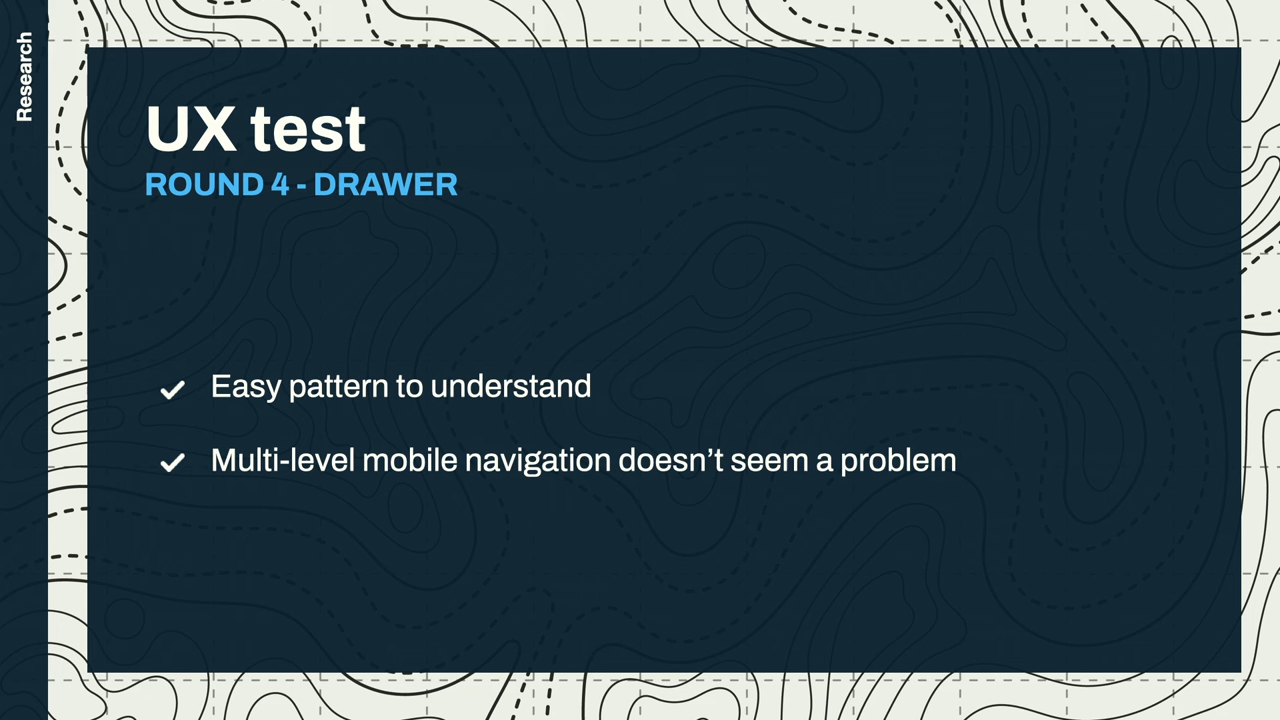 Research
UX test
ROUND 4 - DRAWER
Easy pattern to understand
Multi-level mobile navigation doesn’t seem a problem